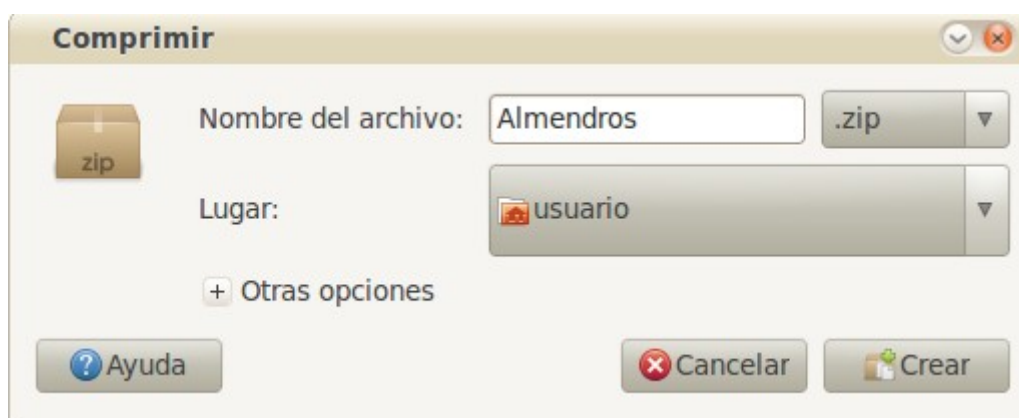 Comprimir
Nombre del archivo: Almendros .zip
zip
Lugar: usuario
+ Otras opciones
? Ayuda Cancelar Crear